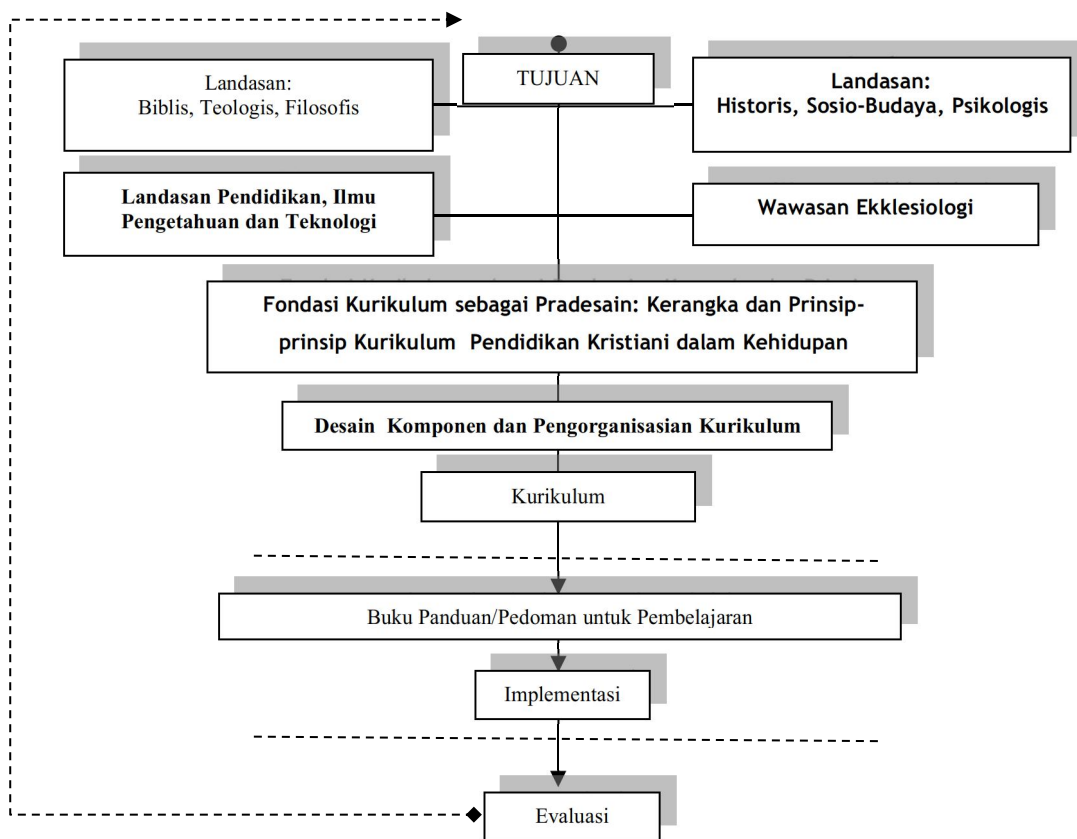 TUJUAN
Landasan:
Biblis, Teologis, Filosofis
Landasan:
Historis, Sosio-Budaya, Psikologis
Landasan Pendidikan, Ilmu
Pengetahuan dan Teknologi
Wawasan Ekklesiologi
Fondasi Kurikulum sebagai Pradesain: Kerangka dan Prinsip-
prinsip Kurikulum Pendidikan Kristiani dalam Kehidupan
Desain Komponen dan Pengorganisasian Kurikulum
Kurikulum
Buku Panduan/Pedoman untuk Pembelajaran
Implementasi
Evaluasi